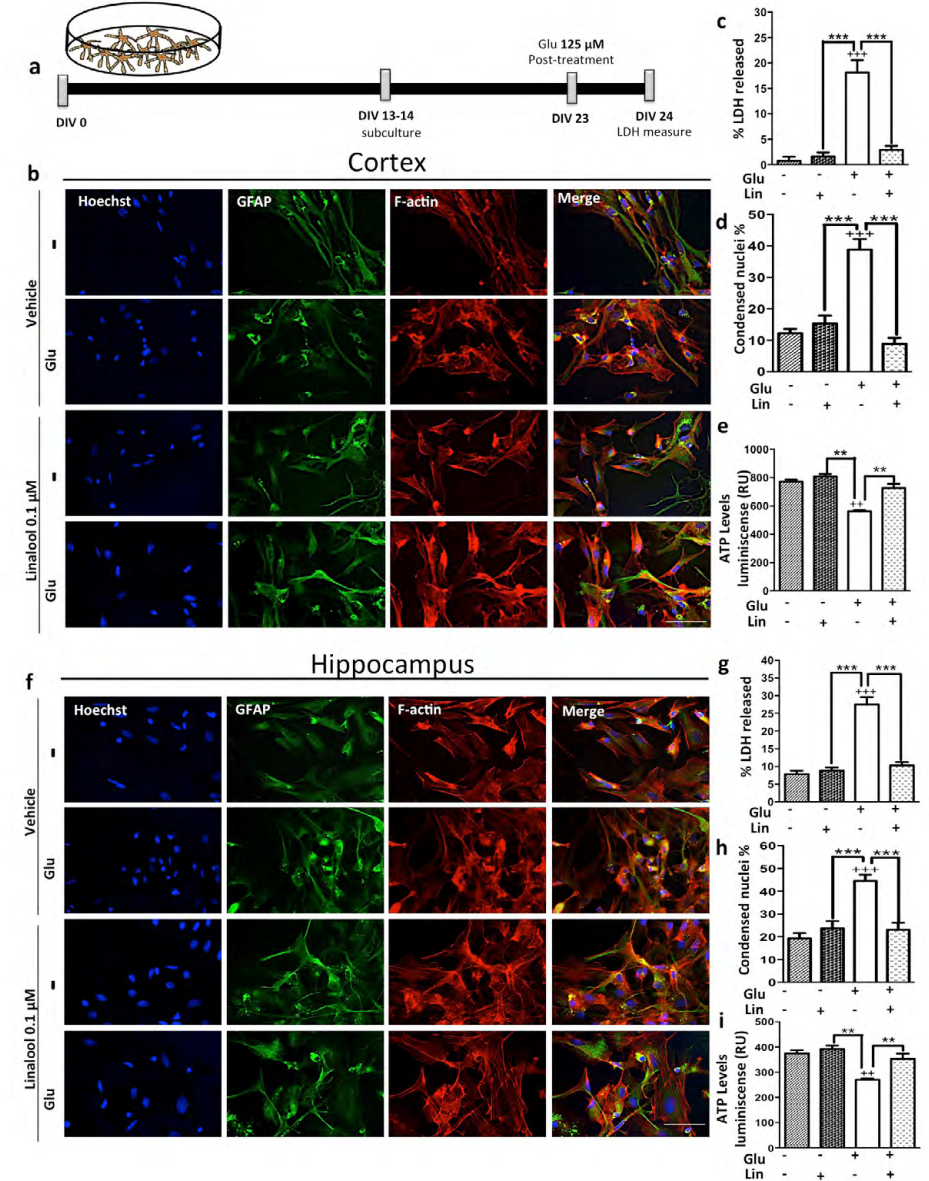 a
Glu 125 µM
Post-treatment
DIV 0
DIV 13-14
subculture
DIV 23
DIV 24
LDH measure
Cortex
b
Hoechst
GFAP
F-actin
Merge
Vehicle
-
Glu
Linalool 0.1 µM
-
Glu
c
% LDH released
30
25
20
15
10
5
0
***
***
+++
Glu - - + +
Lin - + - +
d
Condensed nuclei %
50
40
30
20
10
0
***
***
+++
Glu - - + +
Lin - + - +
e
ATP Levels
luminiscense (RU)
1000
800
600
400
200
0
**
**
++
Glu - - + +
Lin - + - +
Hippocampus
f
Hoechst
GFAP
F-actin
Merge
Vehicle
-
Glu
Linalool 0.1 µM
-
Glu
g
% LDH released
40
35
30
25
20
15
10
5
0
***
***
+++
Glu - - + +
Lin - + - +
h
Condensed nuclei %
60
50
40
30
20
10
0
***
***
+++
Glu - - + +
Lin - + - +
i
ATP Levels
luminiscense (RU)
500
400
300
200
100
0
**
**
++
Glu - - + +
Lin - + - +